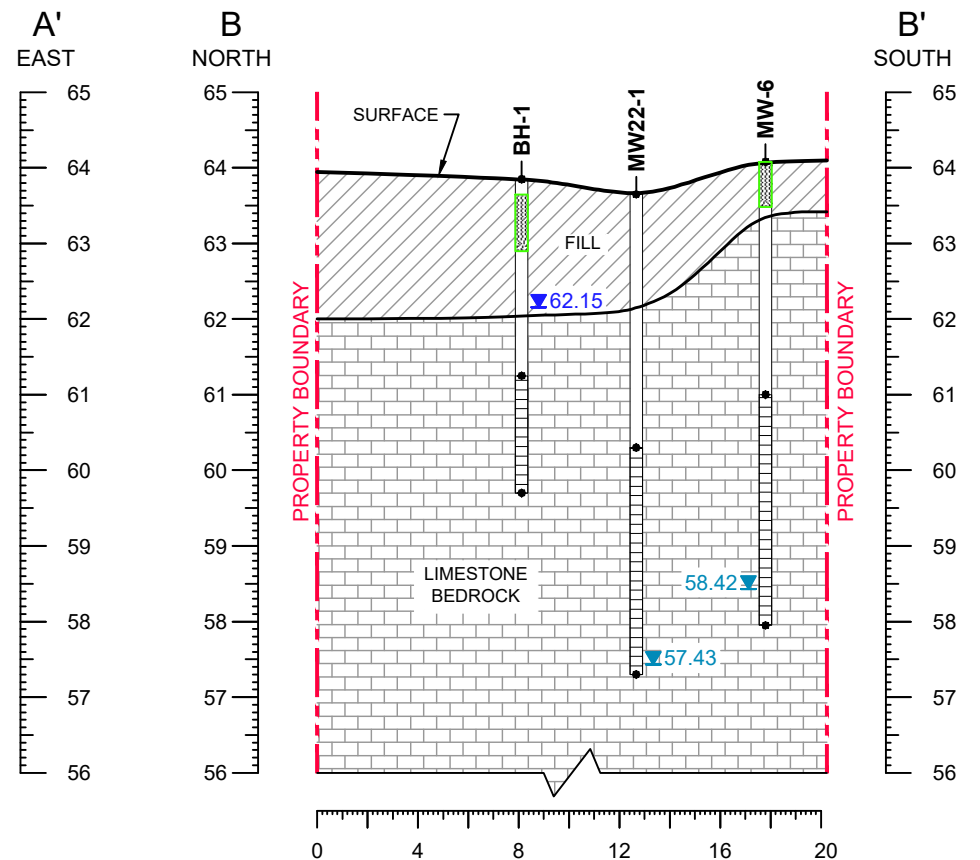 A'
EAST
B
NORTH
B'
SOUTH
65
64
63
62
61
60
59
58
57
56
65
64
63
62
61
60
59
58
57
56
SURFACE
BH-1
MW22-1
MW-6
FILL
62.15
PROPERTY BOUNDARY
PROPERTY BOUNDARY
LIMESTONE
BEDROCK
58.42
57.43
65
64
63
62
61
60
59
58
57
56
0 4 8 12 16 20